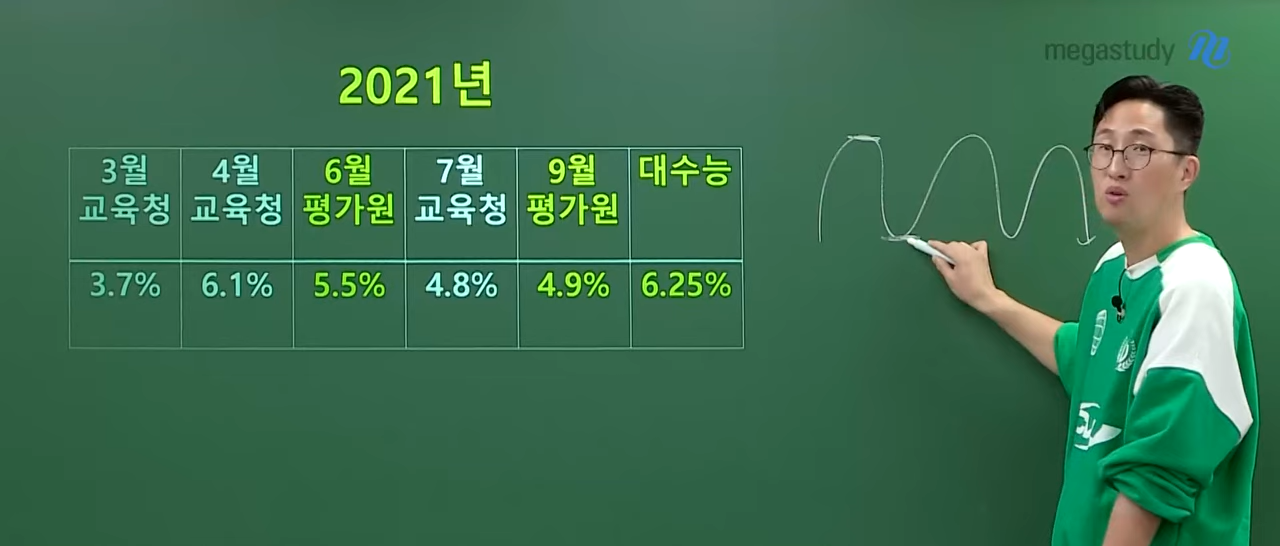 megastudy
2021년
3월 교육청 4월 교육청 6월 평가원 7월 교육청 9월 평가원 대수능
3.7% 6.1% 5.5% 4.8% 4.9% 6.25%